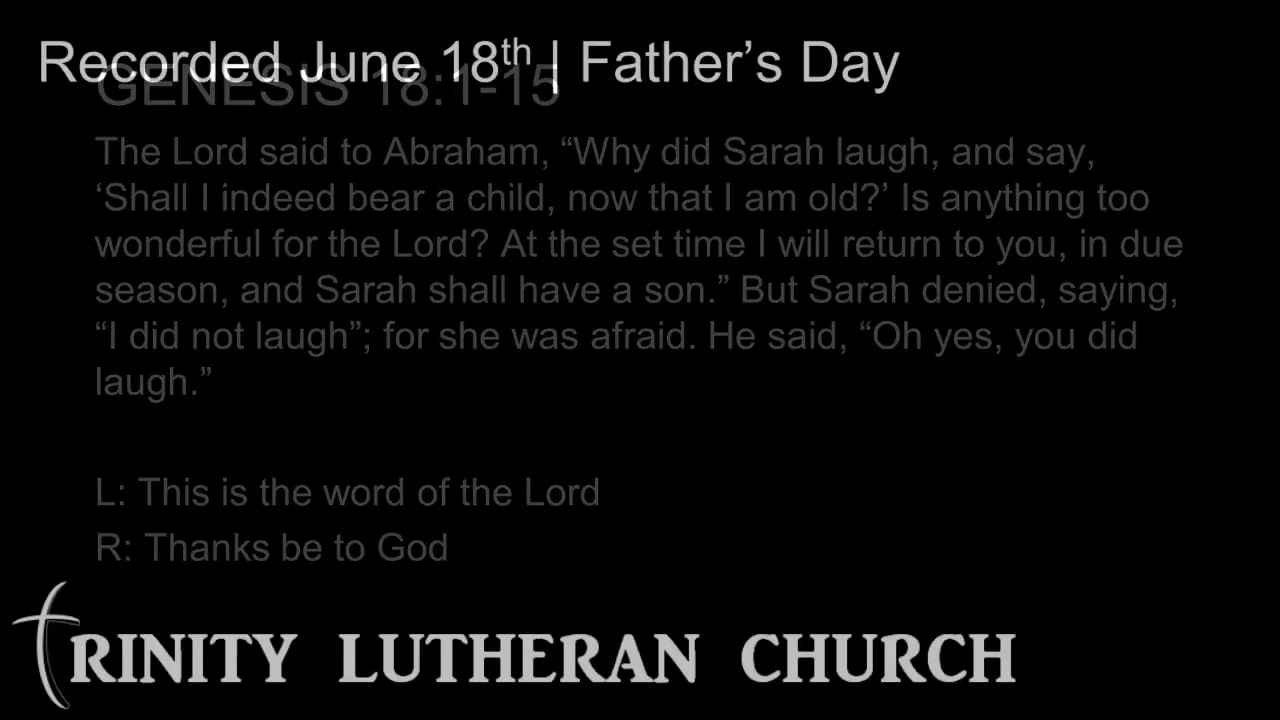 Recorded June 18th | Father’s Day
GENESIS 18:1-15
The Lord said to Abraham, “Why did Sarah laugh, and say,
‘Shall I indeed bear a child, now that I am old?’ Is anything too
wonderful for the Lord? At the set time I will return to you, in due
season, and Sarah shall have a son.” But Sarah denied, saying,
“I did not laugh”; for she was afraid. He said, “Oh yes, you did
laugh.”
L: This is the word of the Lord
R: Thanks be to God
TRINITY LUTHERAN CHURCH